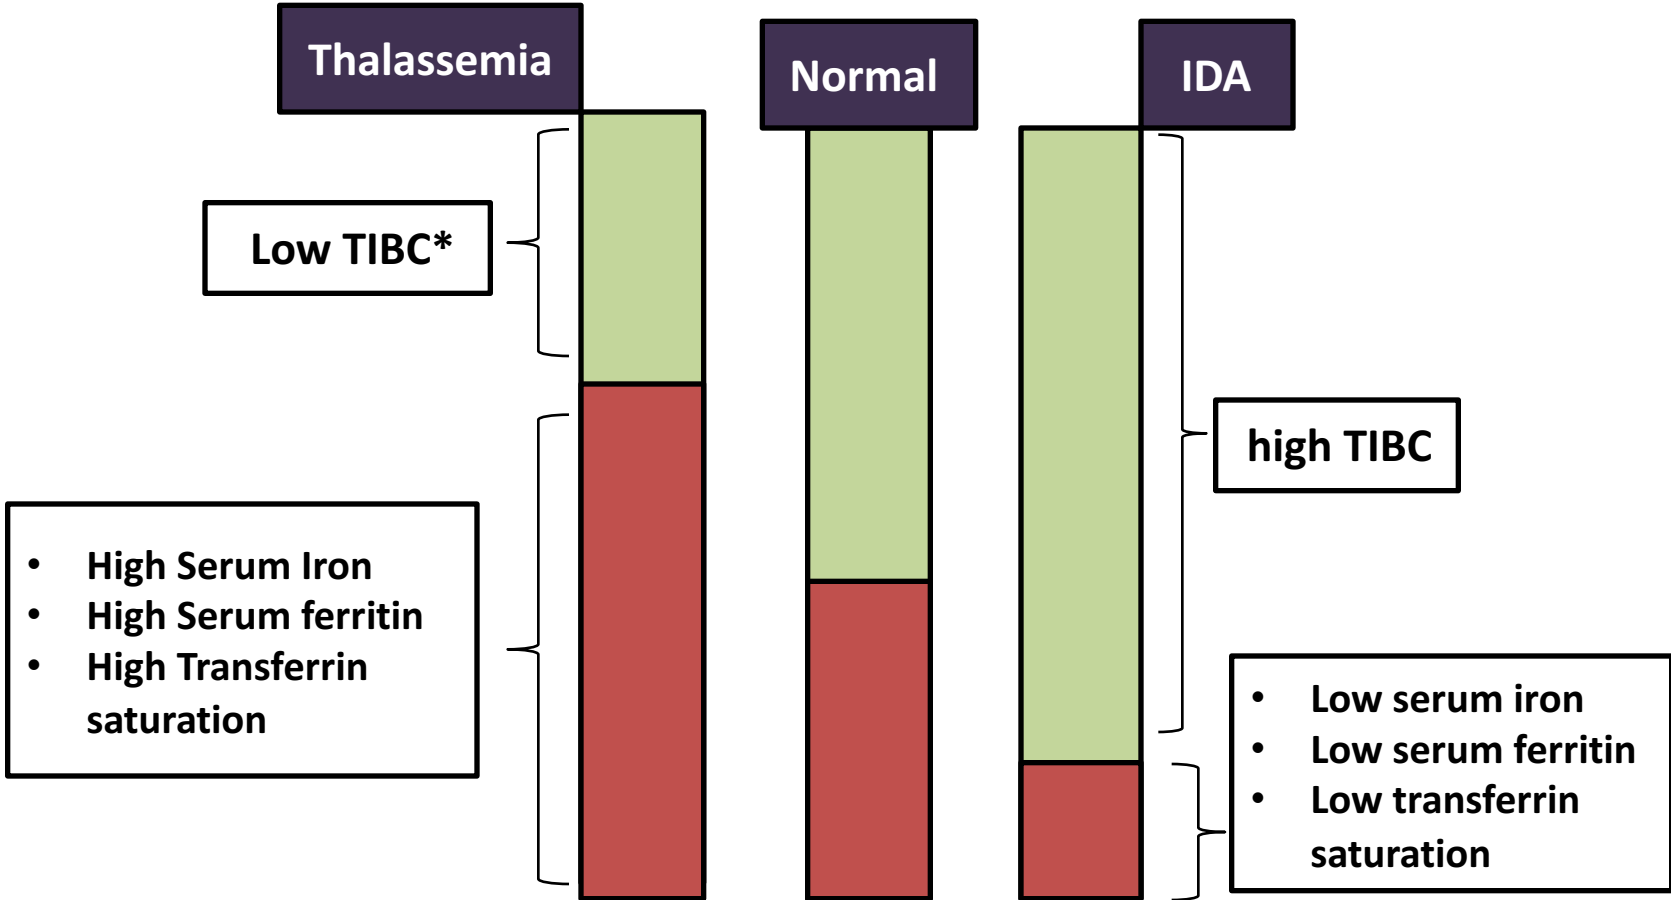 Thalassemia
Normal
IDA
Low TIBC*
high TIBC
• High Serum Iron
• High Serum ferritin
• High Transferrin
saturation
• Low serum iron
• Low serum ferritin
• Low transferrin
saturation